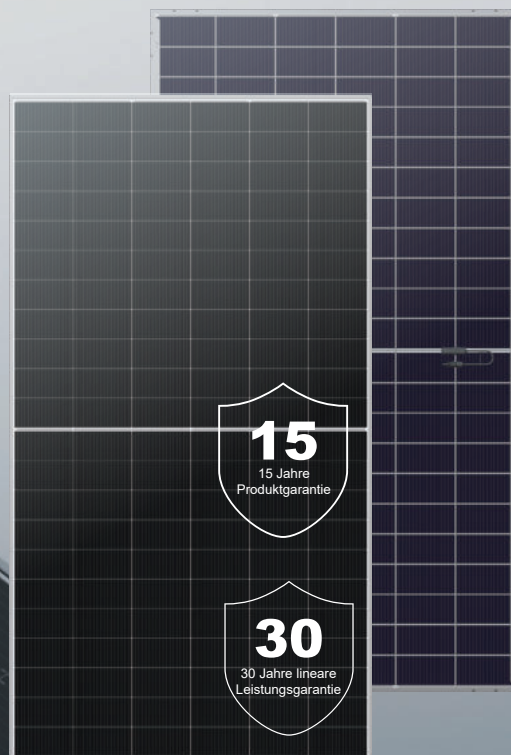 15
15 Jahre
Produktgarantie
30
30 Jahre lineare
Leistungsgarantie